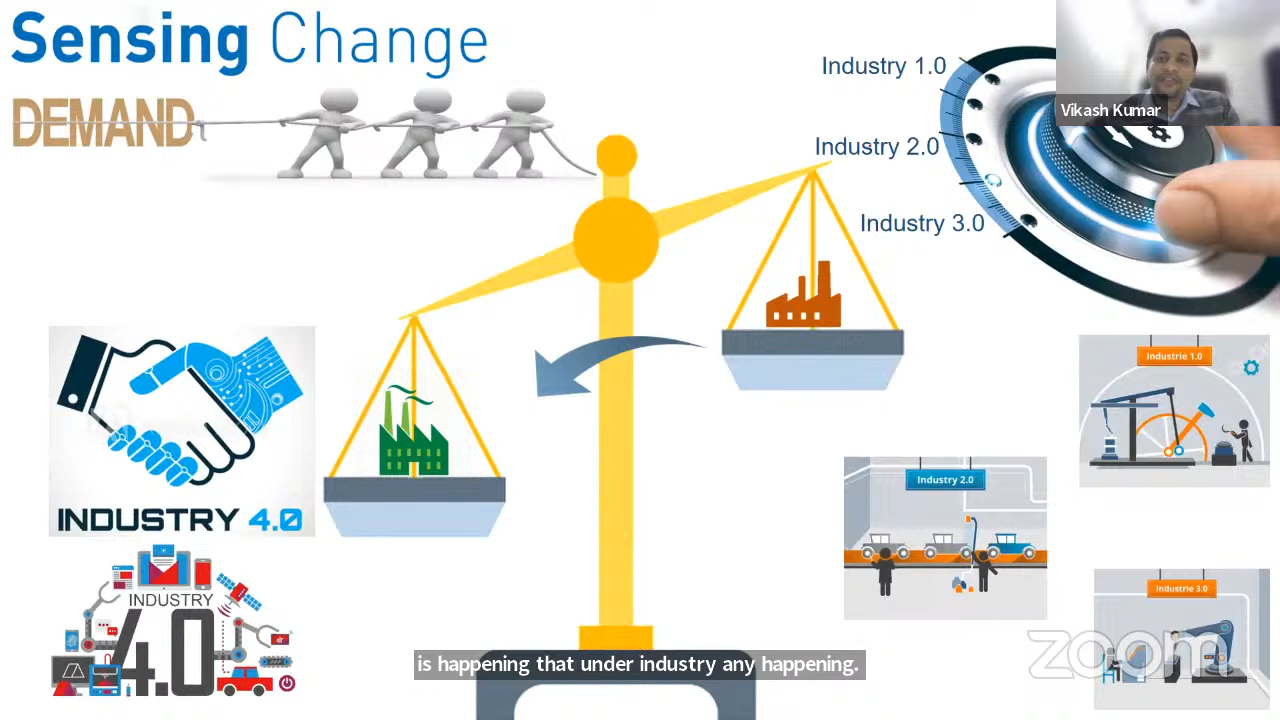 Sensing Change
DEMAND
Industry 1.0
Industry 2.0
Industry 3.0
Vikash Kumar
INDUSTRY 4.0
INDUSTRY
4.0
Industrie 1.0
Industry 2.0
Industrie 3.0
zoom
is happening that under industry any happening.